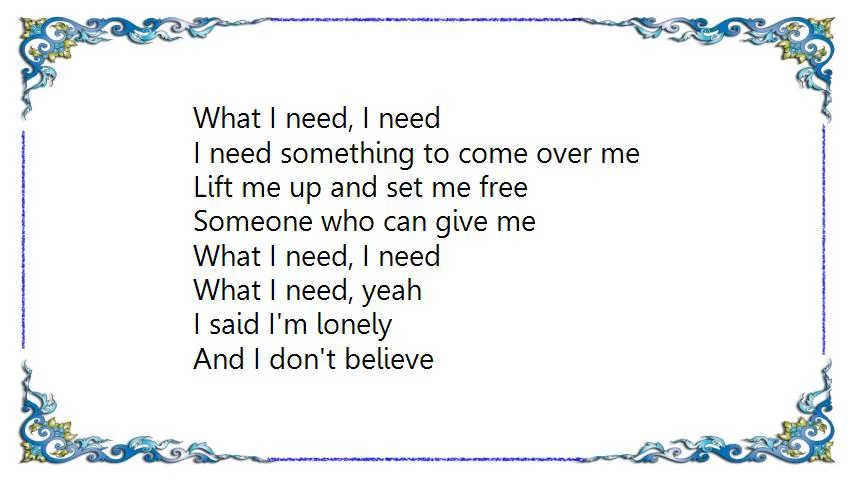 What I need, I need
I need something to come over me
Lift me up and set me free
Someone who can give me
What I need, I need
What I need, yeah
I said I'm lonely
And I don't believe